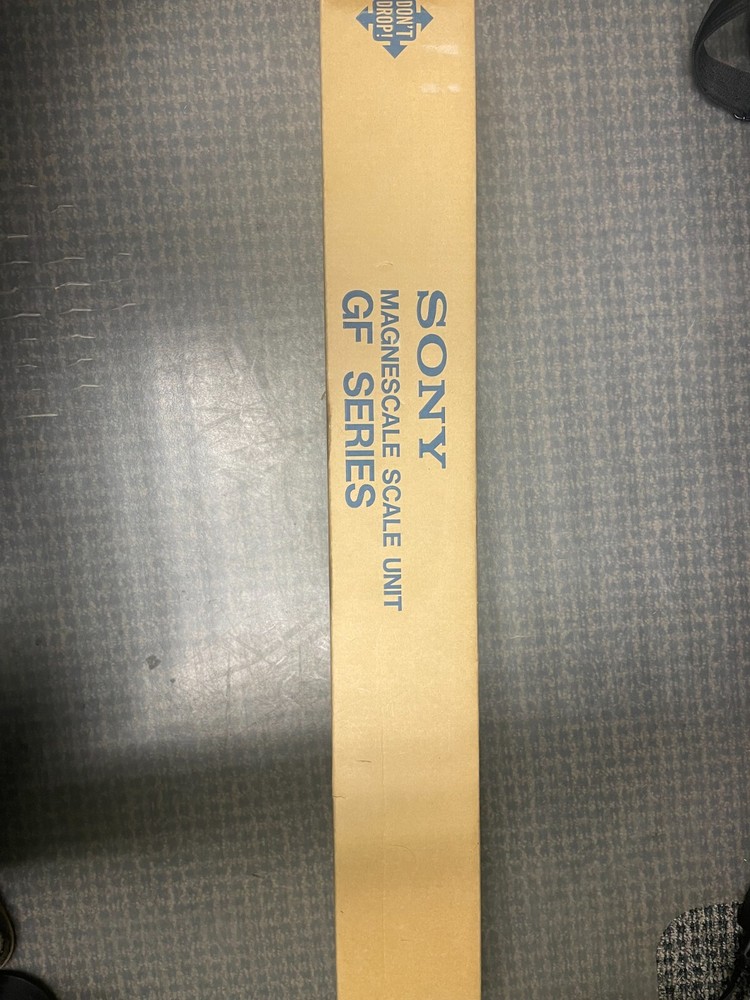 DON'T
DROP!
SONY
MAGNESCALE SCALE UNIT
GF SERIES